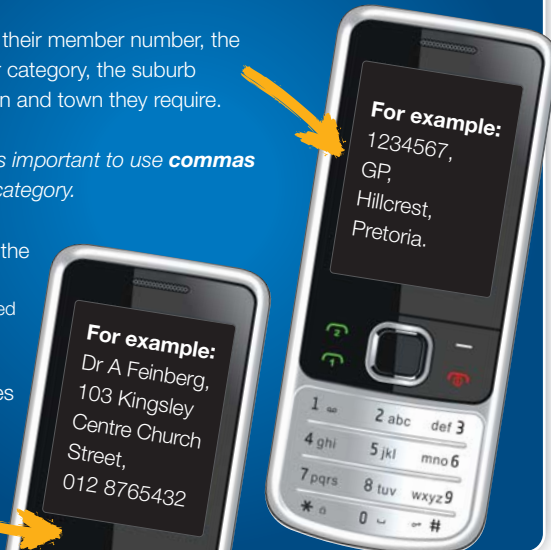 their member number, the
category, the suburb
and town they require.
s important to use commas
category.
the
ed
es
For example:
1234567,
GP,
Hillcrest,
Pretoria.
For example:
Dr A Feinberg,
103 Kingsley
Centre Church
Street,
012 8765432
1
2 abc
def 3
4 ghi
5 jkl
mno 6
7 pqrs
8 tuv
wxyz 9
*
0
#